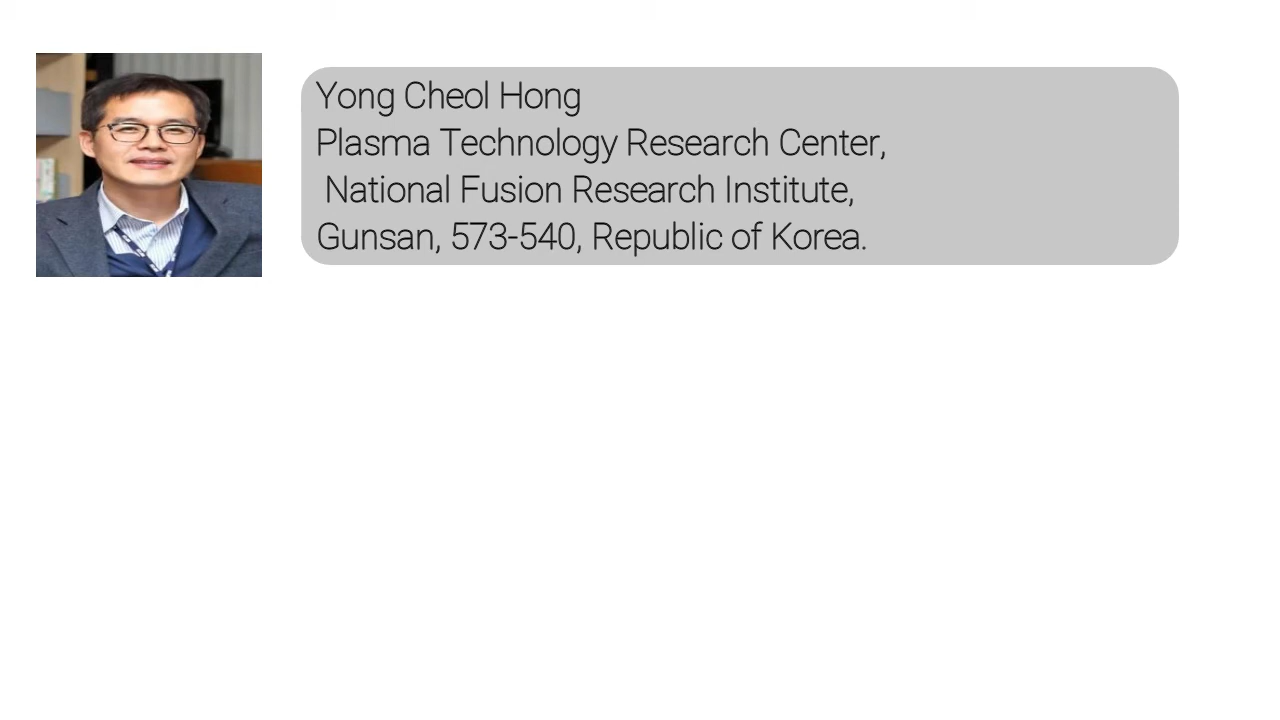 Yong Cheol Hong
Plasma Technology Research Center,
National Fusion Research Institute,
Gunsan, 573-540, Republic of Korea.